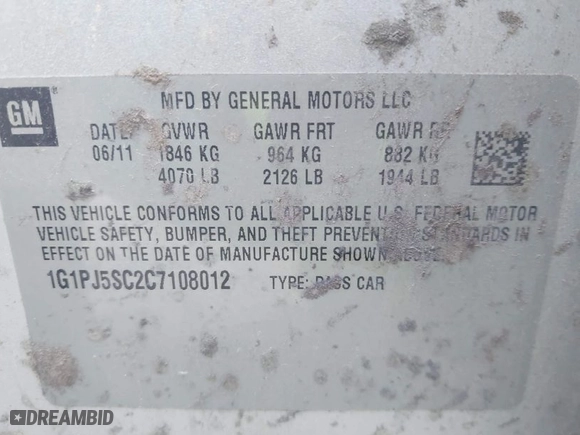 GM
MFD BY GENERAL MOTORS LLC
DATE GVWR GAWR FRT GAWR RR
06/11 1846 KG 964 KG 882 KG
4070 LB 2126 LB 1944 LB
THIS VEHICLE CONFORMS TO ALL APPLICABLE U.S. FEDERAL MOTOR
VEHICLE SAFETY, BUMPER, AND THEFT PREVENTION STANDARDS IN
EFFECT ON THE DATE OF MANUFACTURE SHOWN ABOVE.
1G1PJ5SC2C7108012 TYPE: PASS CAR
DREAMBID